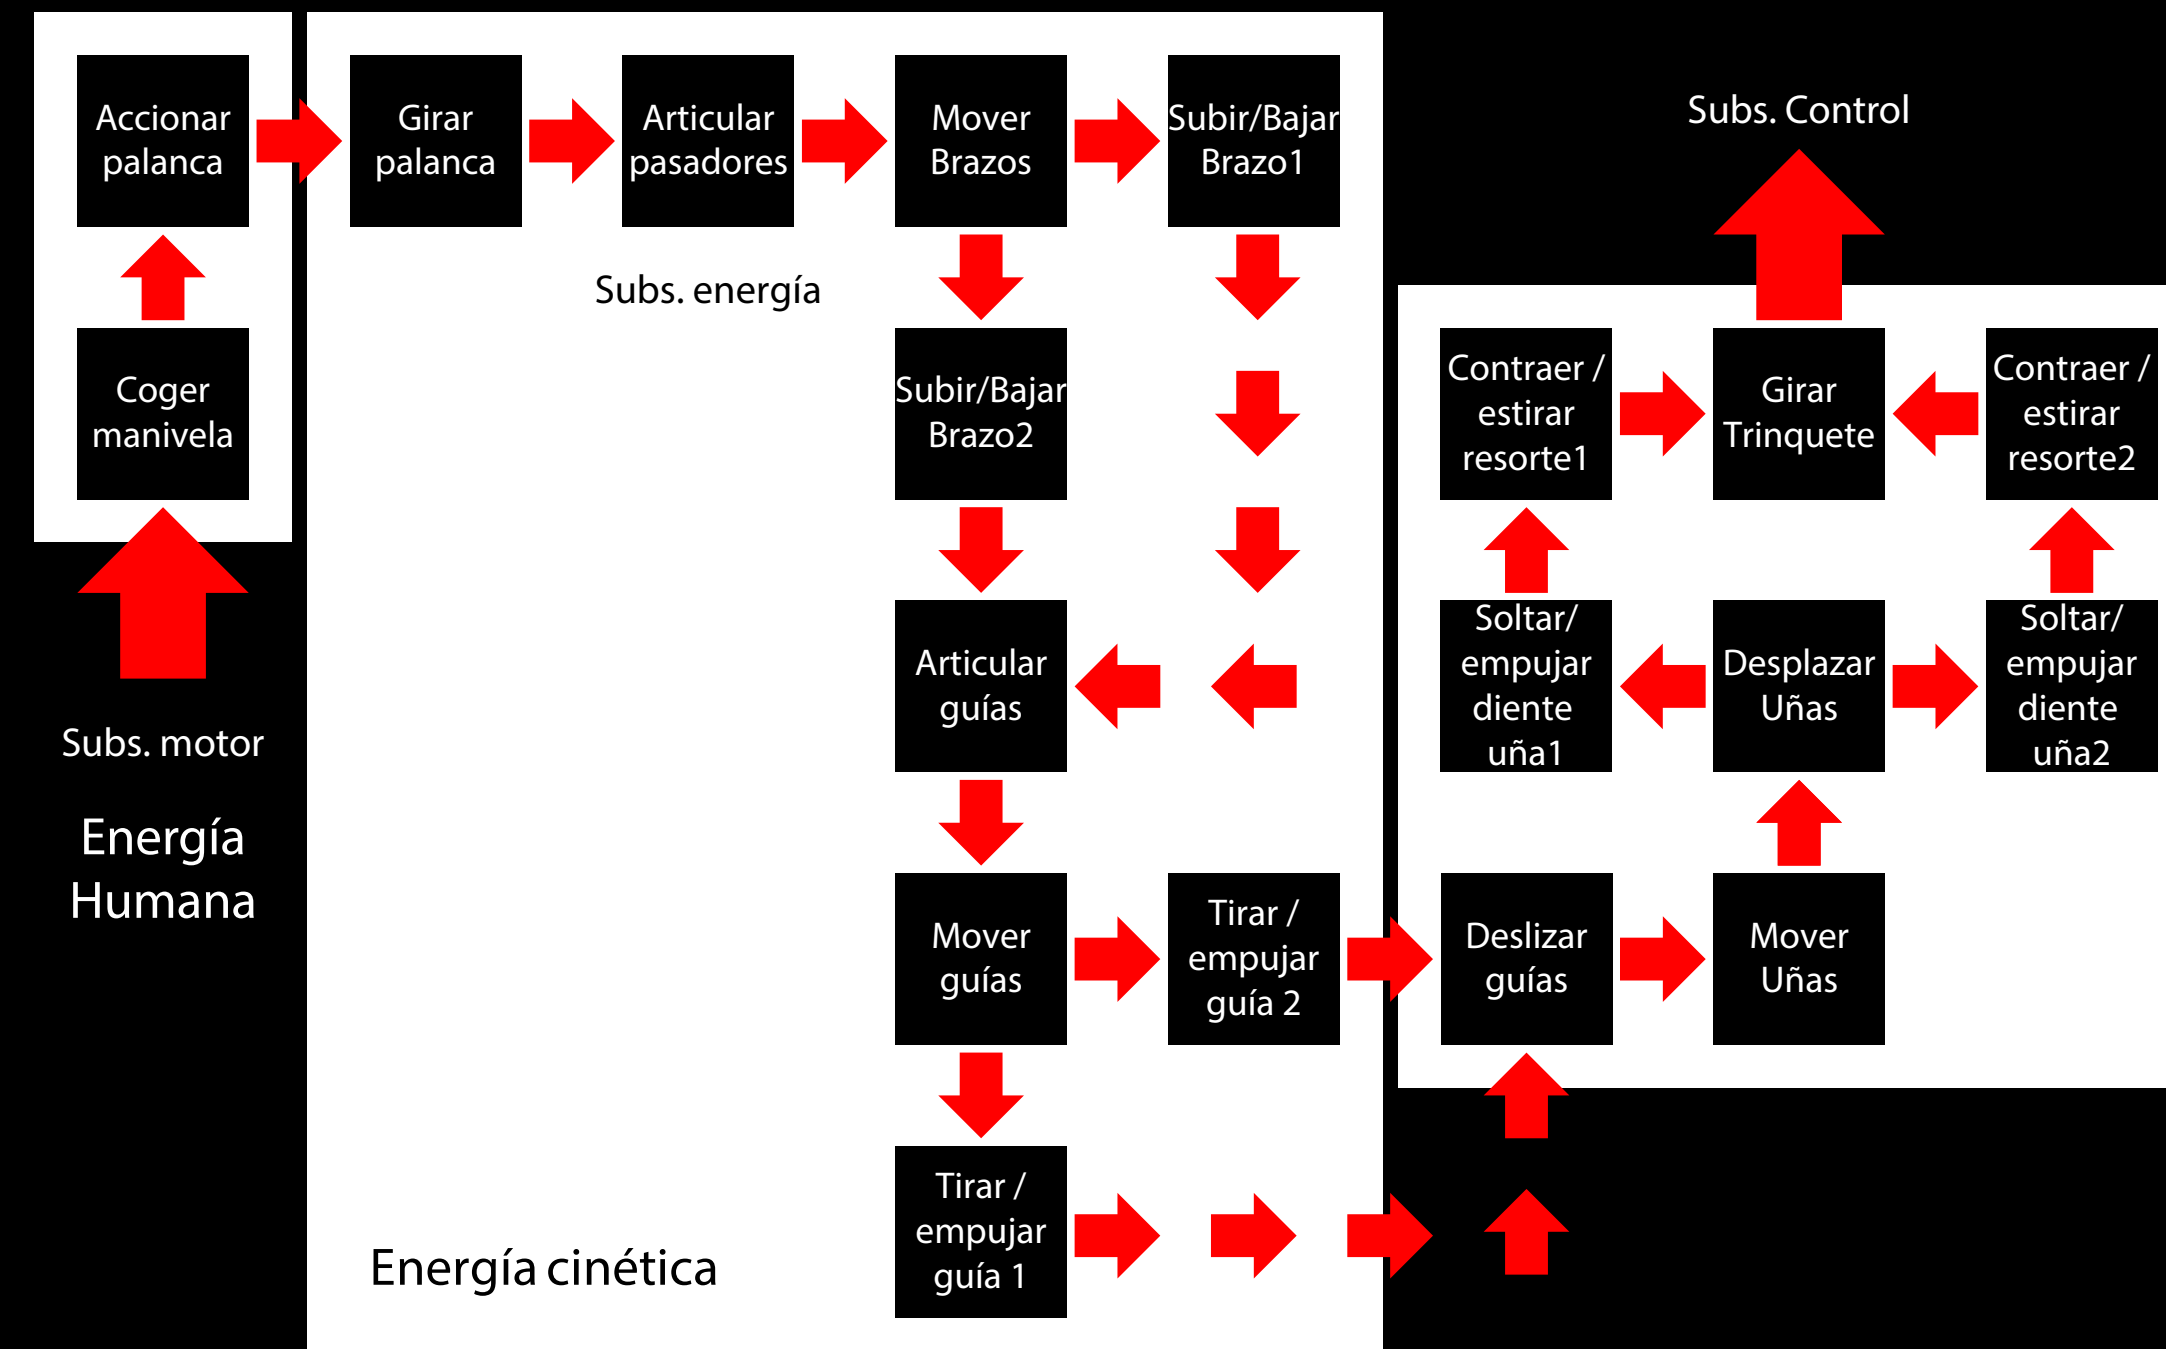 Accionar
palanca
Girar
palanca
Articular
pasadores
Mover
Brazos
Subir/Bajar
Brazo1
Subs. Control
Subs. energía
Coger
manivela
Subir/Bajar
Brazo2
Contraer /
estirar
resorte1
Girar
Trinquete
Contraer /
estirar
resorte2
Subs. motor
Energía
Humana
Articular
guías
Soltar/
empujar
diente
uña1
Desplazar
Uñas
Soltar/
empujar
diente
uña2
Mover
guías
Tirar /
empujar
guía 2
Deslizar
guías
Mover
Uñas
Tirar /
empujar
guía 1
Energía cinética